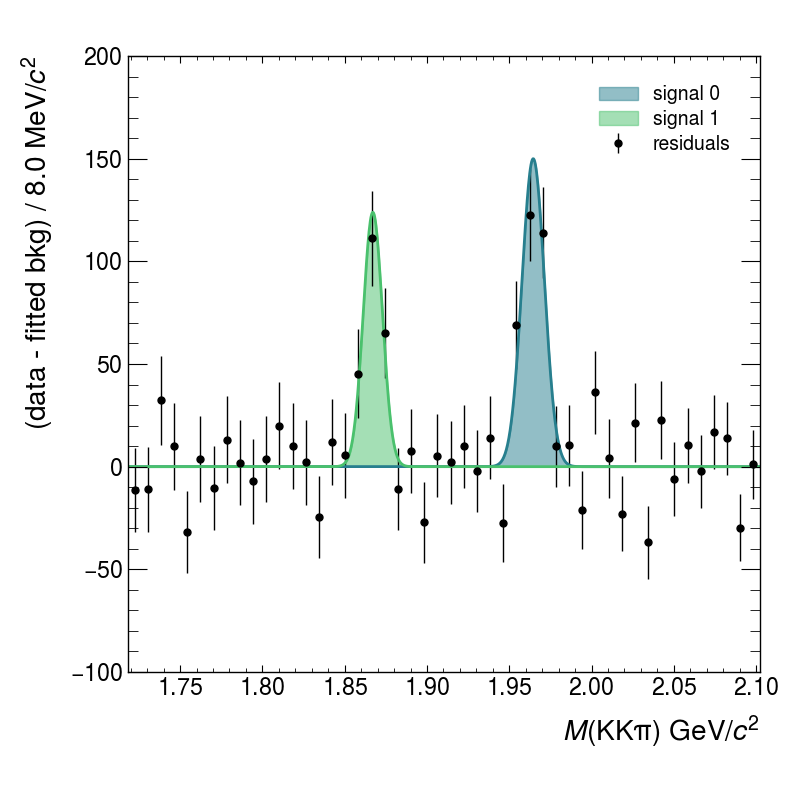 (data - fitted bkg) / 8.0 MeV/c²
200
150
100
50
0
−50
−100
signal 0
signal 1
residuals
1.75 1.80 1.85 1.90 1.95 2.00 2.05 2.10
M(KKπ) GeV/c²